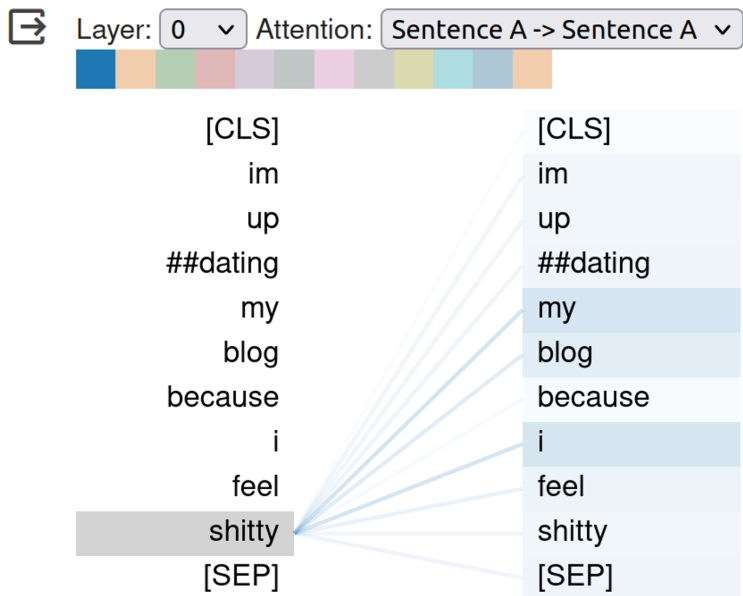 Layer: 0 Attention: Sentence A -> Sentence A
[CLS] [CLS]
im im
up up
##dating ##dating
my my
blog blog
because because
i i
feel feel
shitty shitty
[SEP] [SEP]